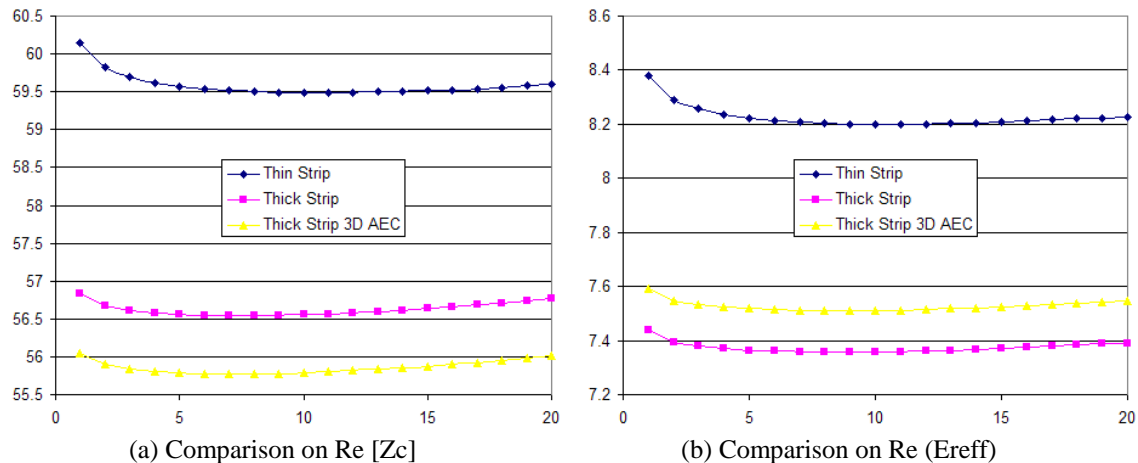 60.5
60
59.5
59
58.5
58
57.5
57
56.5
56
55.5
0 5 10 15 20
Thin Strip
Thick Strip
Thick Strip 3D AEC
(a) Comparison on Re [Zc]
8.6
8.4
8.2
8
7.8
7.6
7.4
7.2
0 5 10 15 20
Thin Strip
Thick Strip
Thick Strip 3D AEC
(b) Comparison on Re (Ereff)